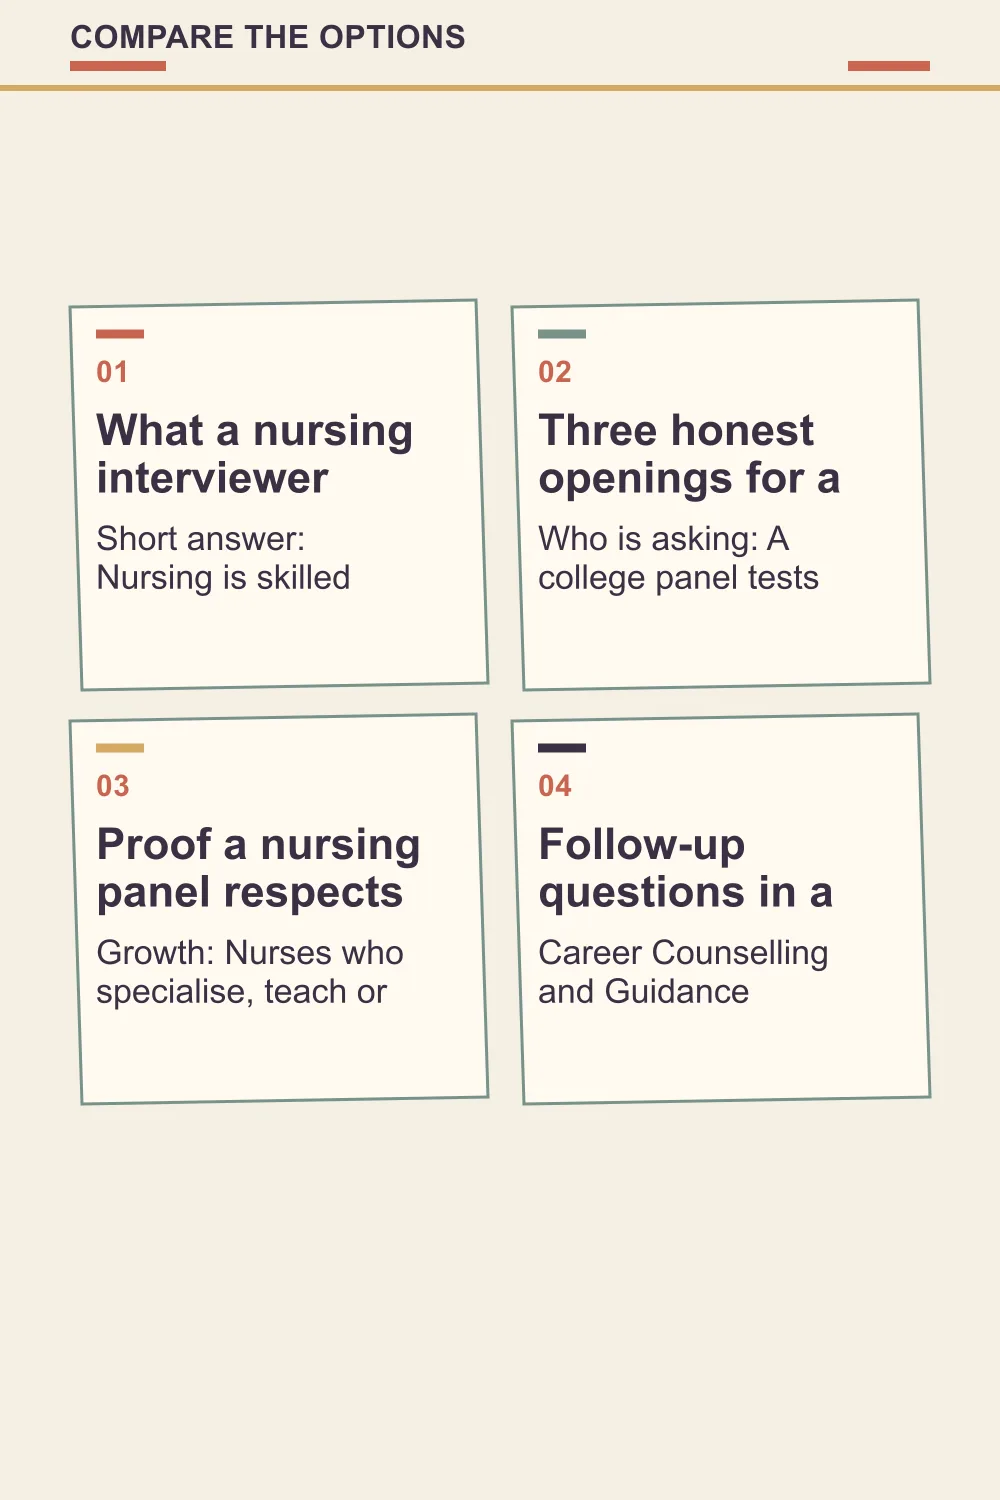 COMPARE THE OPTIONS
01
What a nursing
interviewer
Short answer:
Nursing is skilled
02
Three honest
openings for a
Who is asking: A
college panel tests
03
Proof a nursing
panel respects
Growth: Nurses who
specialise, teach or
04
Follow-up
questions in a
Career Counselling
and Guidance